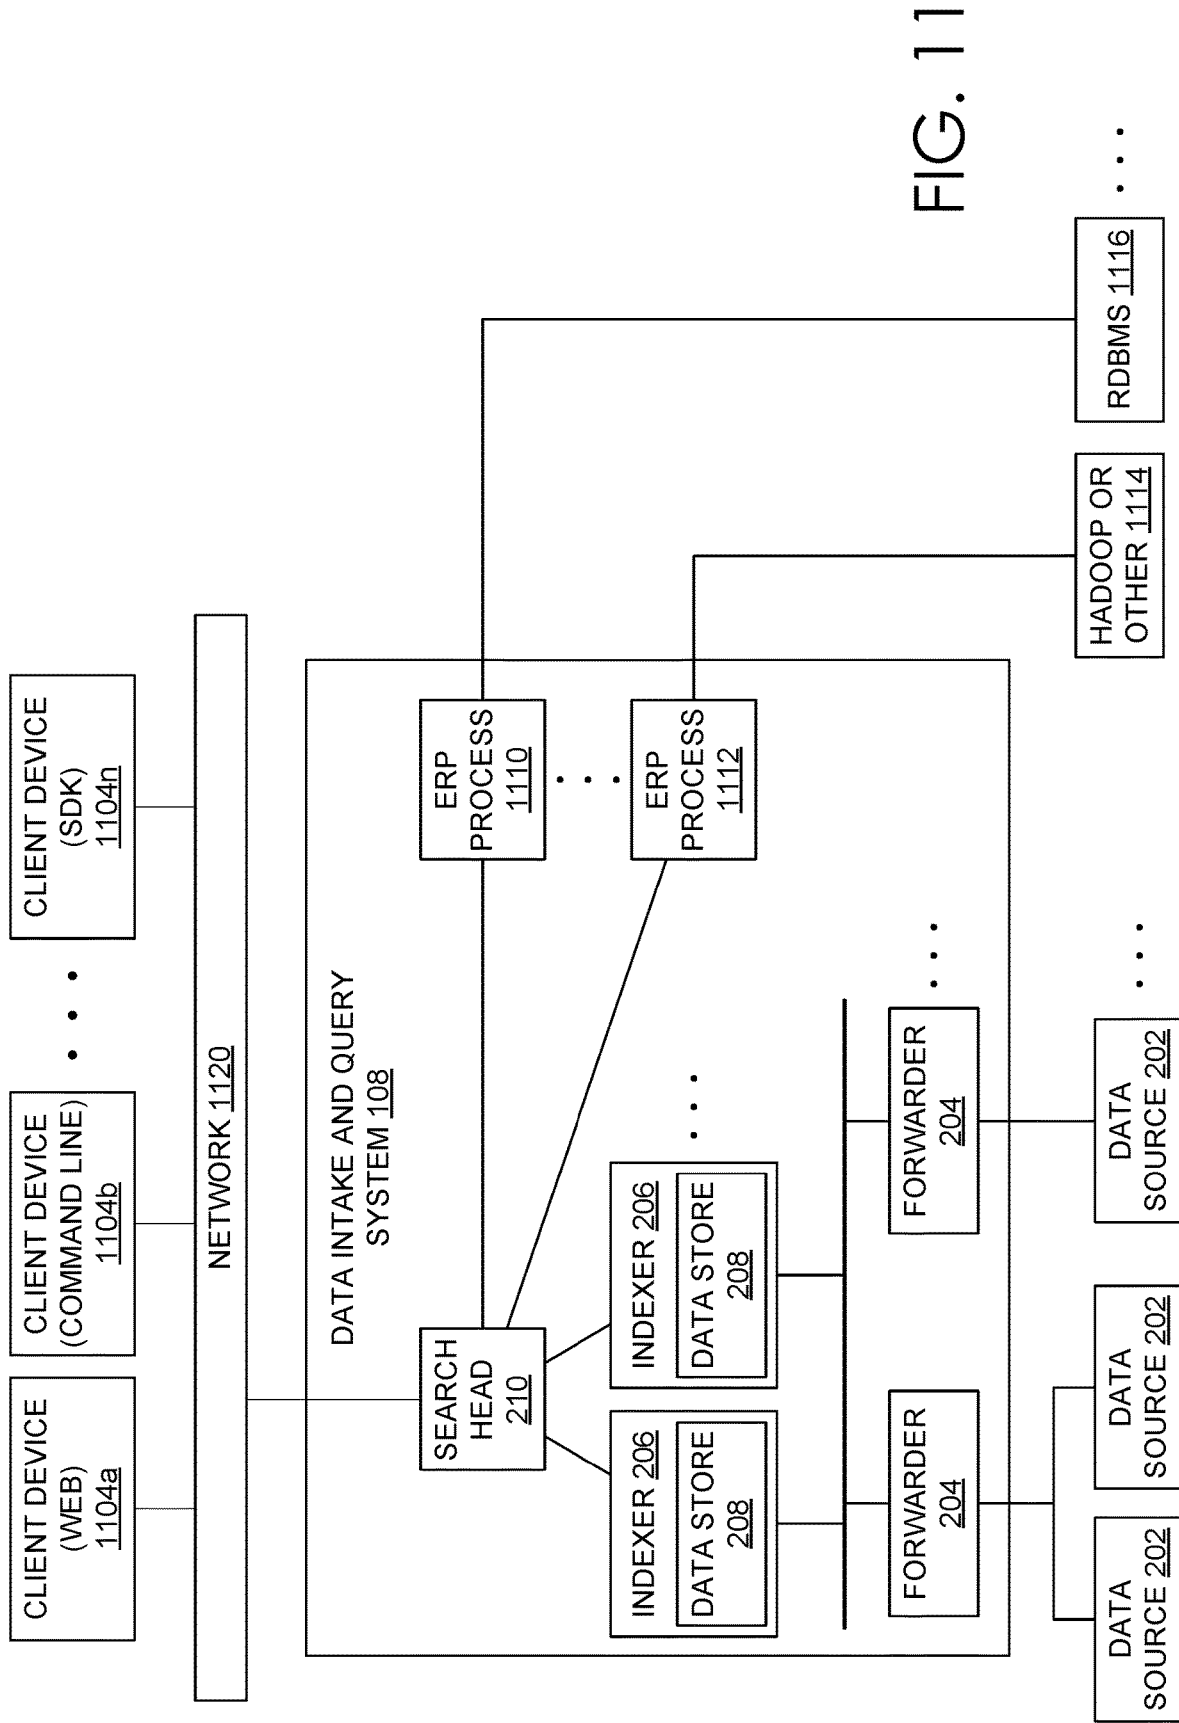 CLIENT DEVICE
(WEB)
1104a
CLIENT DEVICE
(COMMAND LINE)
1104b
CLIENT DEVICE
(SDK)
1104n
NETWORK 1120
DATA INTAKE AND QUERY
SYSTEM 108
SEARCH
HEAD
210
ERP
PROCESS
1110
INDEXER 206
DATA STORE
208
INDEXER 206
DATA STORE
208
ERP
PROCESS
1112
FORWARDER
204
FORWARDER
204
DATA
SOURCE 202
DATA
SOURCE 202
DATA
SOURCE 202
HADOOP OR
OTHER 1114
RDBMS 1116
FIG. 11